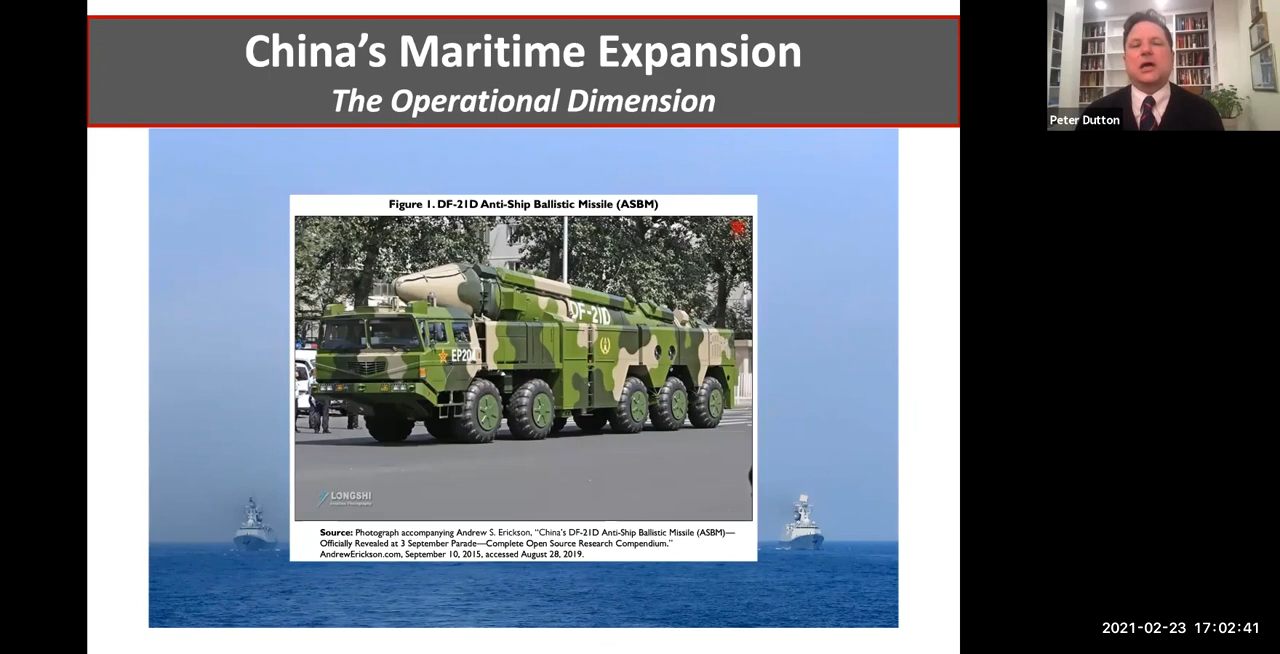 China's Maritime Expansion
The Operational Dimension
Peter Dutton
Figure 1. DF-21D Anti-Ship Ballistic Missile (ASBM)
DF-21D
EP204
LONGSHI
Source: Photograph accompanying Andrew S. Erickson, “China's DF-21D Anti-Ship Ballistic Missile (ASBM)—
Officially Revealed at 3 September Parade—Complete Open Source Research Compendium.”
AndrewErickson.com, September 10, 2015, accessed August 28, 2019.
2021-02-23 17:02:41